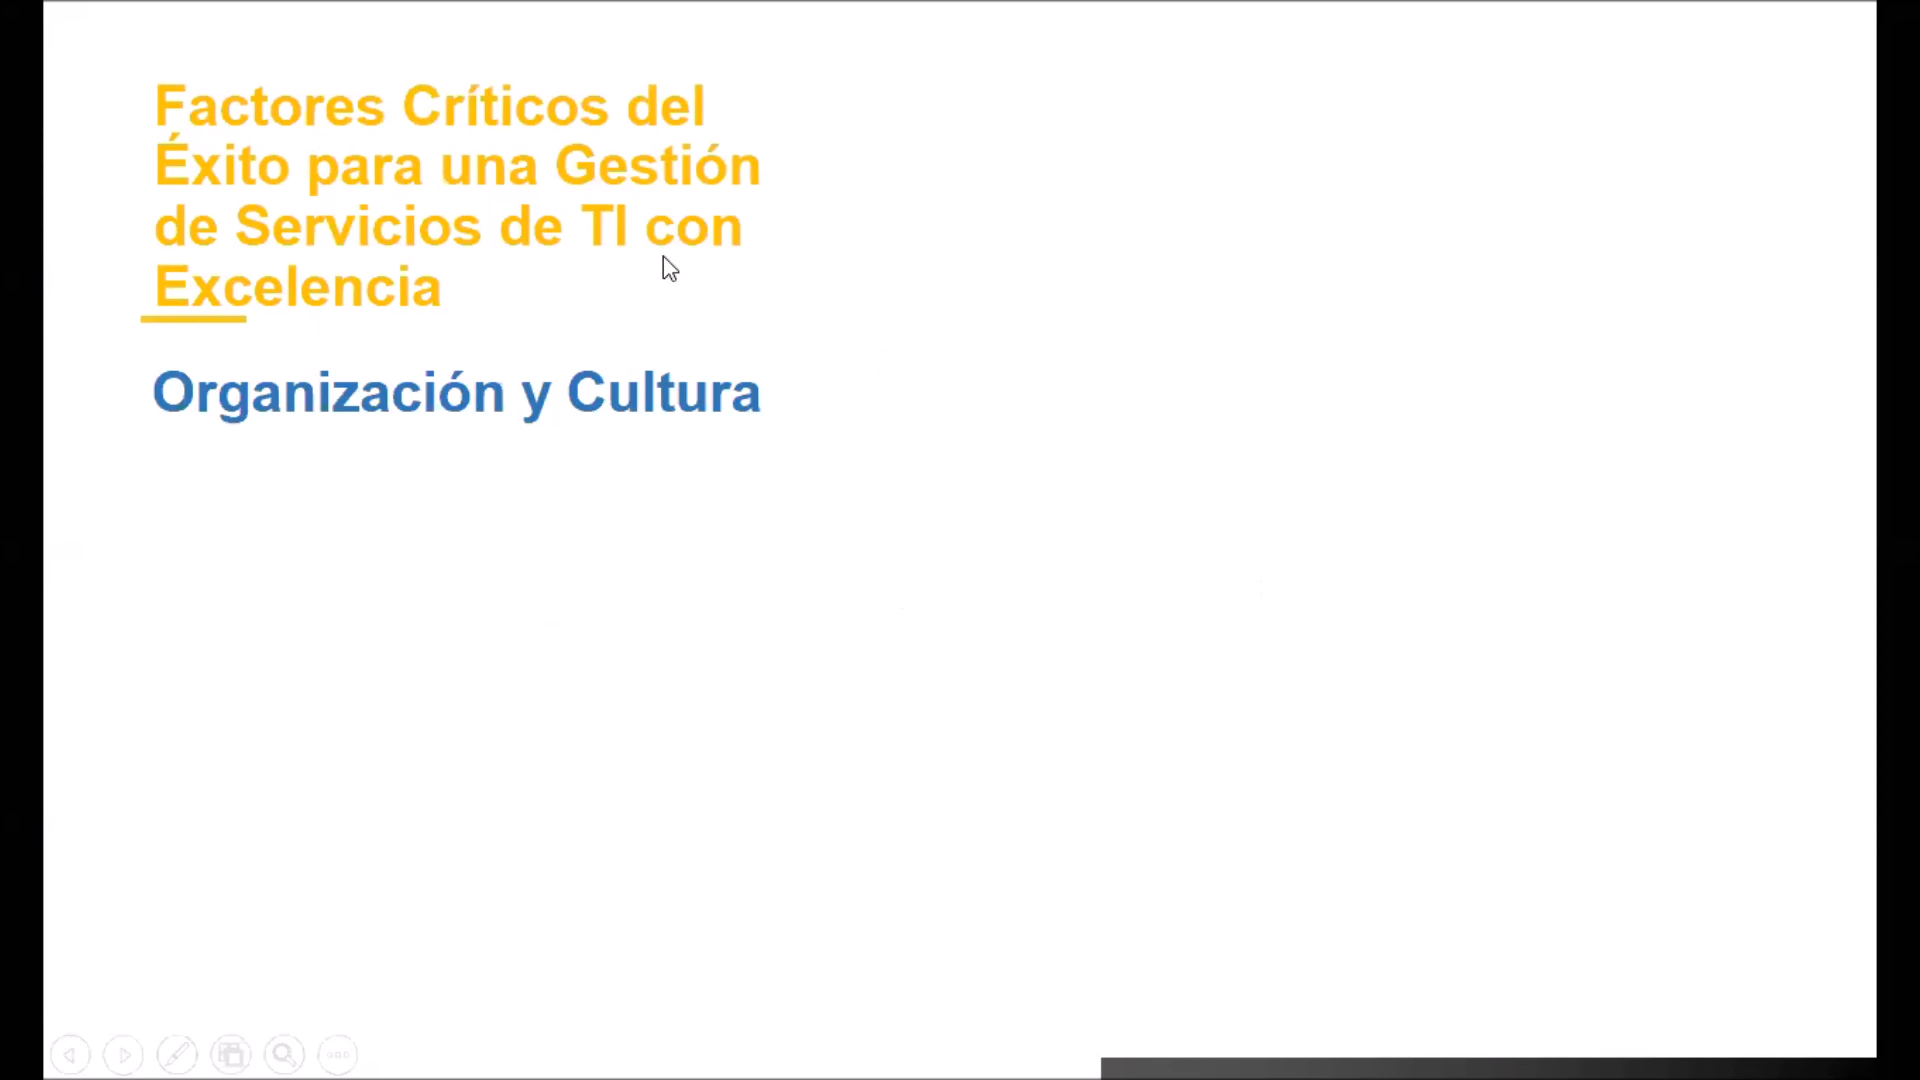 Factores Críticos del
Éxito para una Gestión
de Servicios de TI con
Excelencia
Organización y Cultura